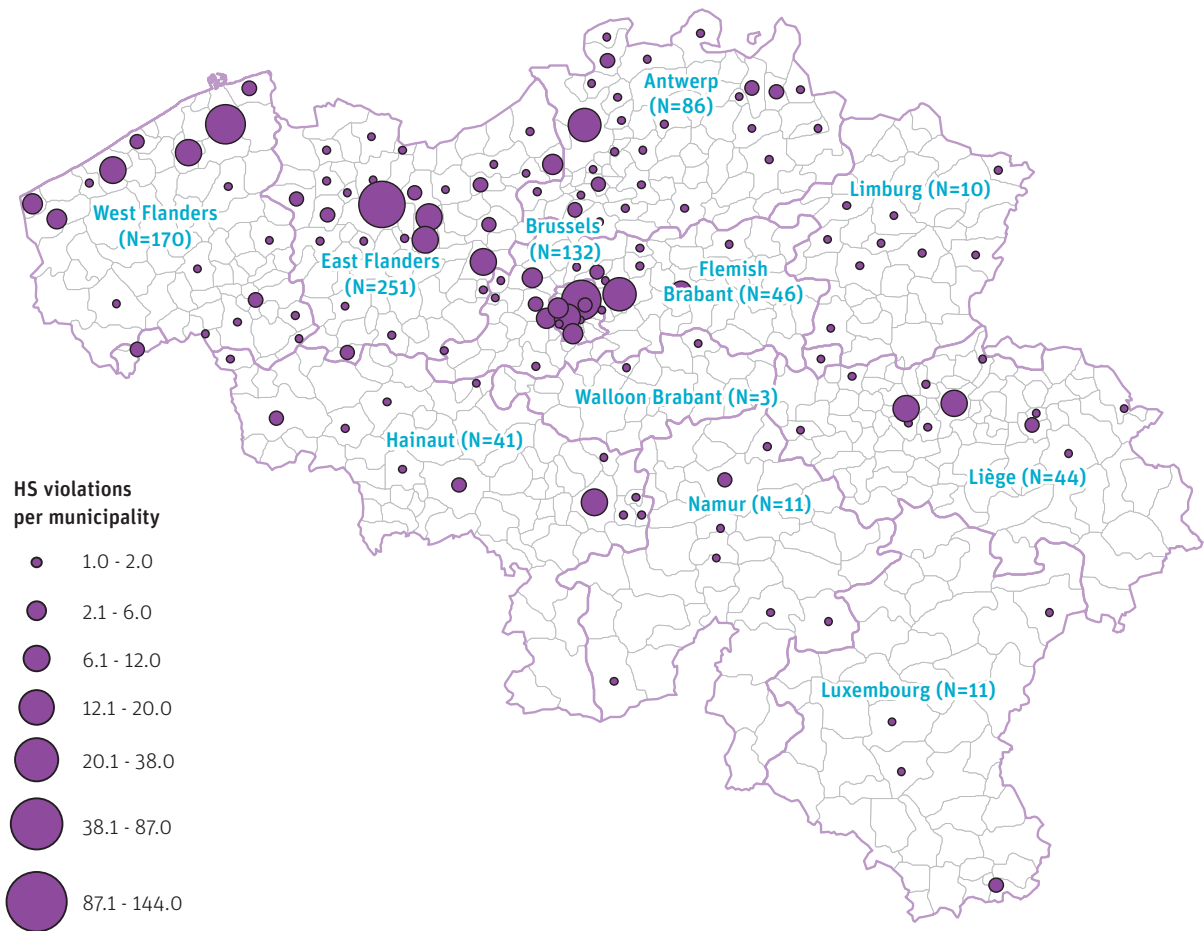 Antwerp
(N=86)
Limburg (N=10)
West Flanders
(N=170)
Brussels
(N=132)
East Flanders
(N=251)
Flemish
Brabant (N=46)
Walloon Brabant (N=3)
Hainaut (N=41)
Liège (N=44)
Namur (N=11)
Luxembourg (N=11)
HS violations
per municipality
1.0 - 2.0
2.1 - 6.0
6.1 - 12.0
12.1 - 20.0
20.1 - 38.0
38.1 - 87.0
87.1 - 144.0